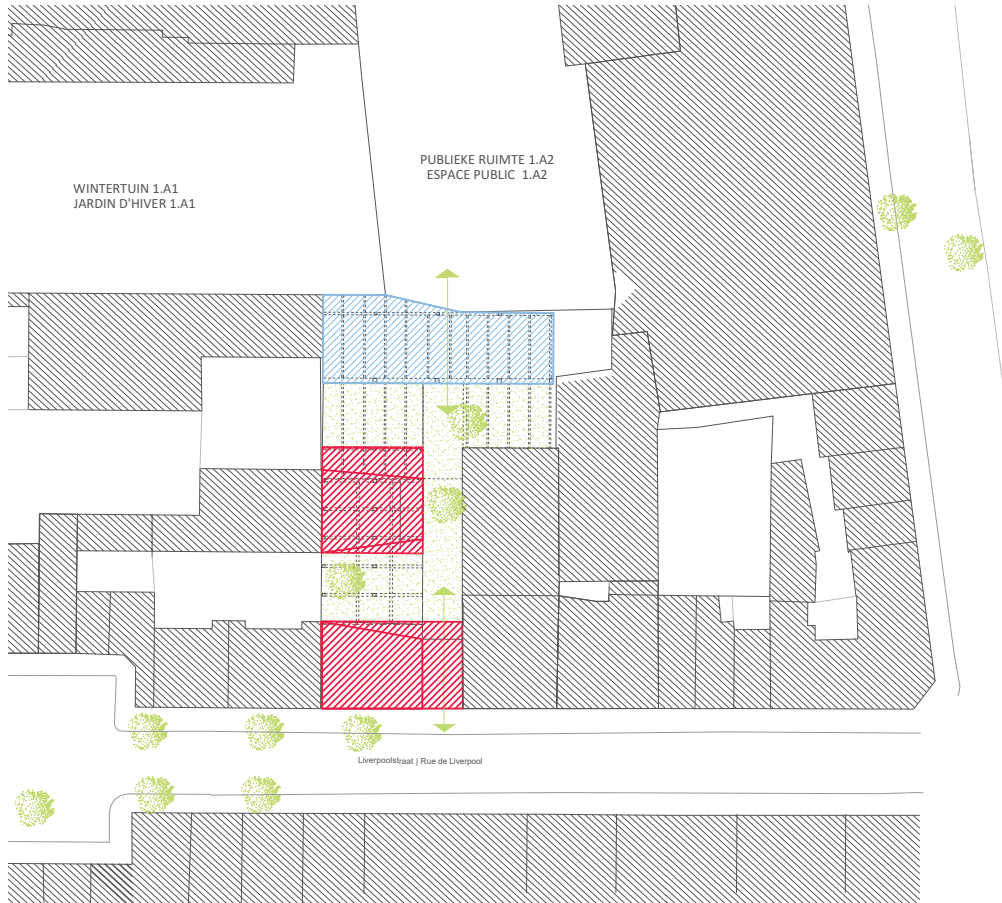 PUBLIEKE RUIMTE 1.A2
ESPACE PUBLIC 1.A2
WINTERTUIN 1.A1
JARDIN D'HIVER 1.A1
Liverpoolstraat | Rue de Liverpool